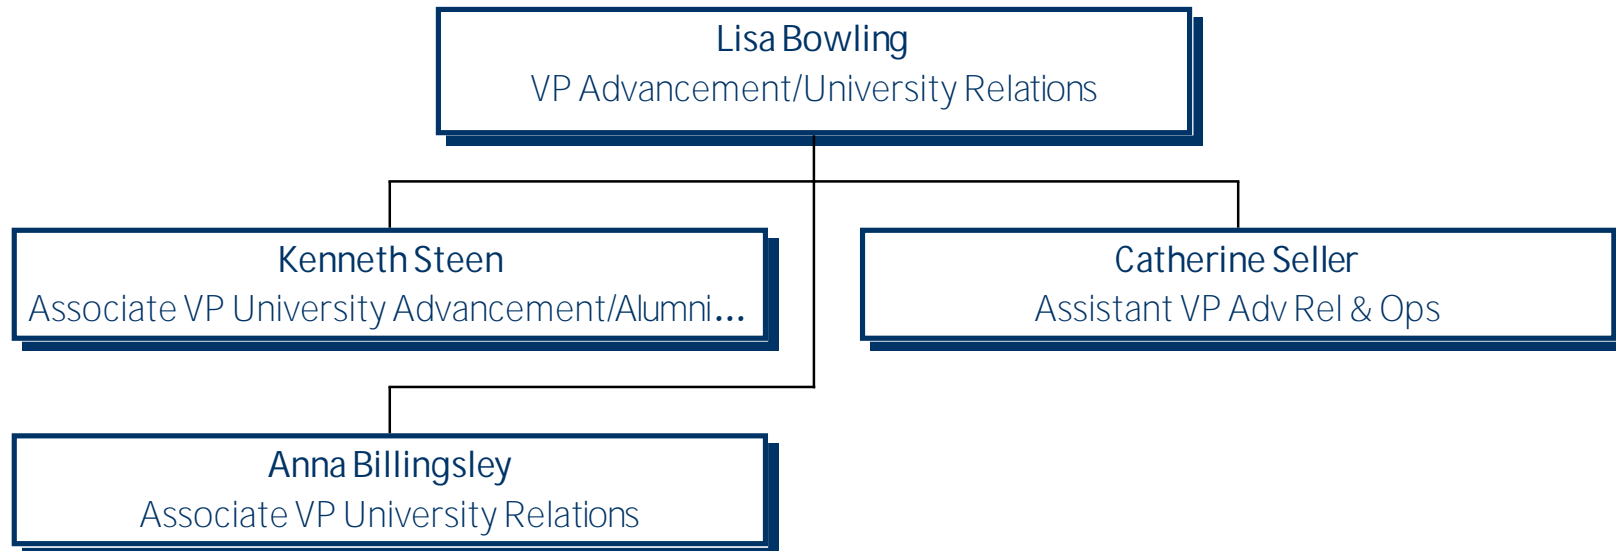 Lisa Bowling
VP Advancement/University Relations
Kenneth Steen
Associate VP University Advancement/Alumni...
Catherine Seller
Assistant VP Adv Rel & Ops
Anna Billingsley
Associate VP University Relations